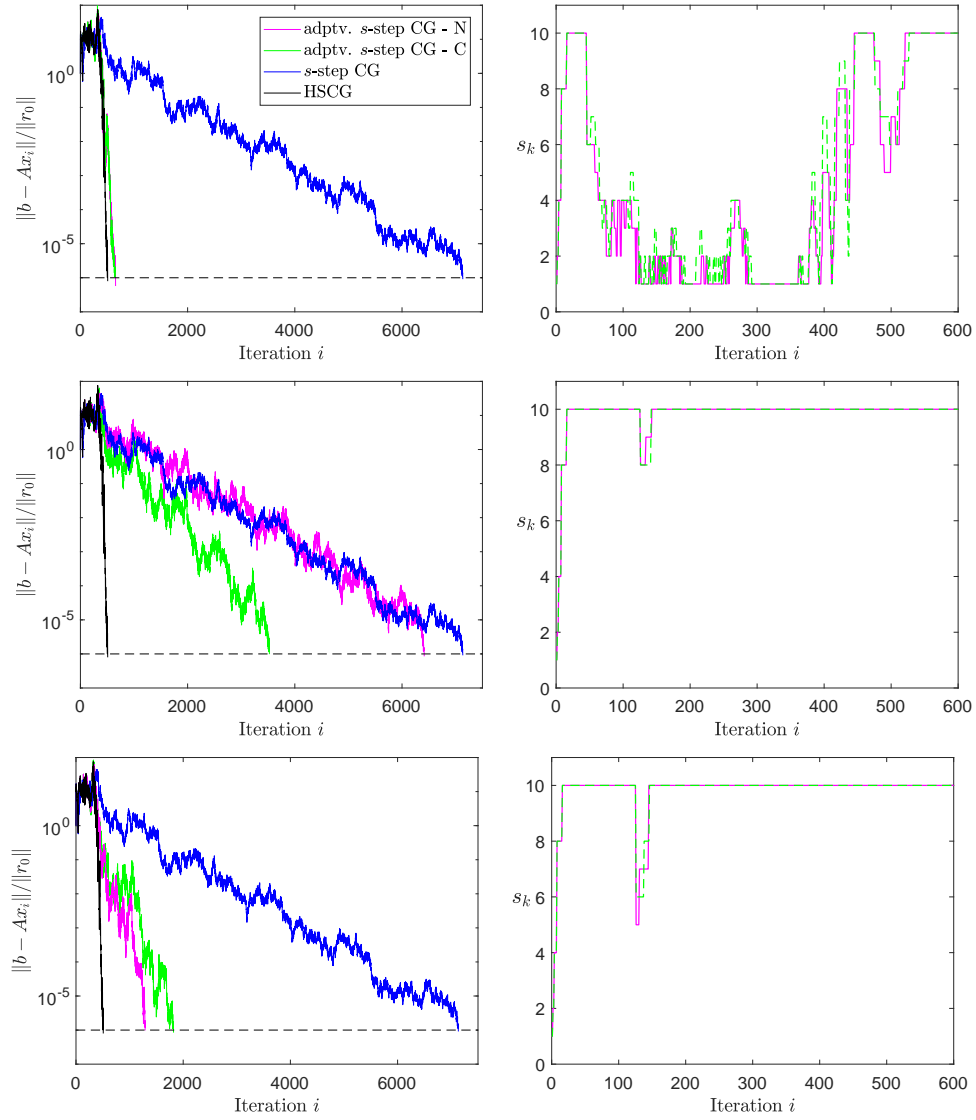 adptv. s-step CG - N
adptv. s-step CG - C
s-step CG
HSCG
10^0
10^{-5}
||b − Ax_i||/||r_0||
0 2000 4000 6000
Iteration i
10
8
6
4
2
0
s_k
0 100 200 300 400 500 600
Iteration i
10^0
10^{-5}
||b − Ax_i||/||r_0||
0 2000 4000 6000
Iteration i
10
8
6
4
2
0
s_k
0 100 200 300 400 500 600
Iteration i
10^0
10^{-5}
||b − Ax_i||/||r_0||
0 2000 4000 6000
Iteration i
10
8
6
4
2
0
s_k
0 100 200 300 400 500 600
Iteration i